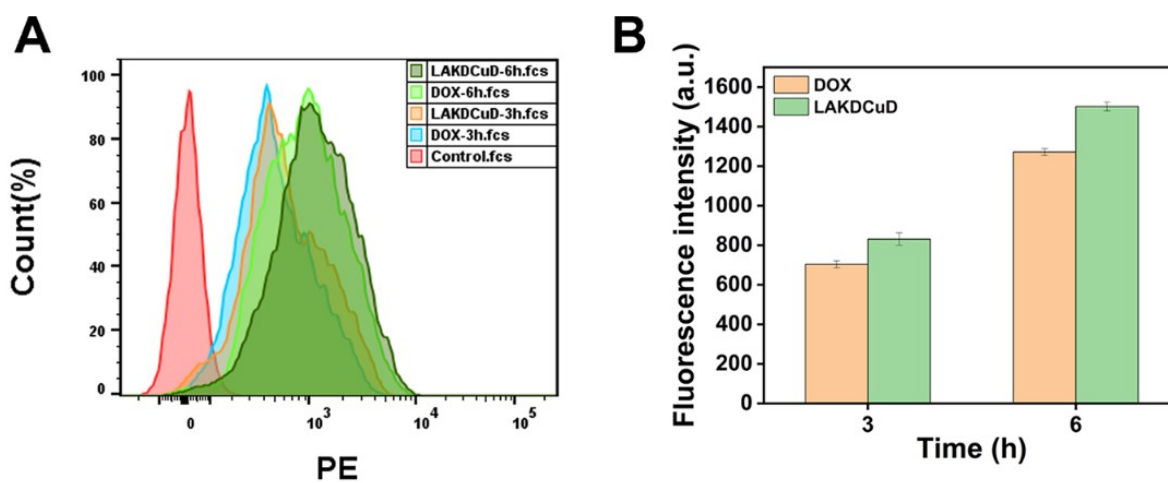 A
Count(%)
100
80
60
40
20
0
LAKDCuD-6h.fcs
DOX-6h.fcs
LAKDCuD-3h.fcs
DOX-3h.fcs
Control.fcs
0
10³
10⁴
10⁵
PE
B
Fluorescence intensity (a.u.)
1600
1400
1200
1000
800
600
400
200
0
DOX
LAKDCuD
3
6
Time (h)